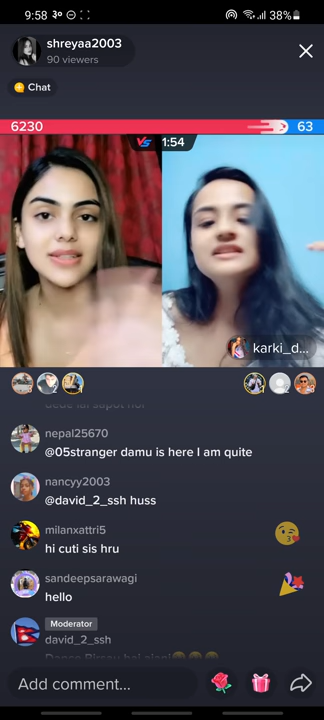 9:58
38%
shreyaa2003
90 viewers
Chat
6230
63
VS 1:54
karki_d...
nepal25670
@05stranger damu is here I am quite
nancyy2003
@david_2_ssh huss
milanxattri5
hi cuti sis hru
sandeepsarawagi
hello
Moderator
david_2_ssh
Add comment...